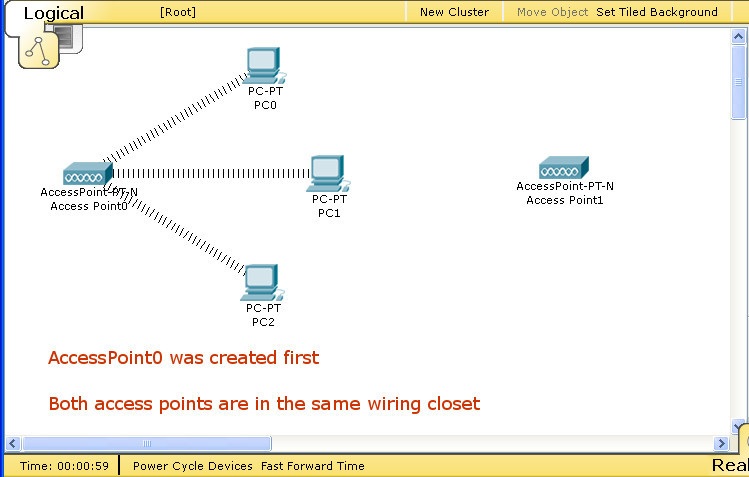 Logical
[Root]
New Cluster
Move Object
Set Tiled Background
PC-PT
PC0
AccessPoint-PT-N
Access Point0
PC-PT
PC1
AccessPoint-PT-N
Access Point1
PC-PT
PC2
AccessPoint0 was created first
Both access points are in the same wiring closet
Time: 00:00:59
Power Cycle Devices
Fast Forward Time